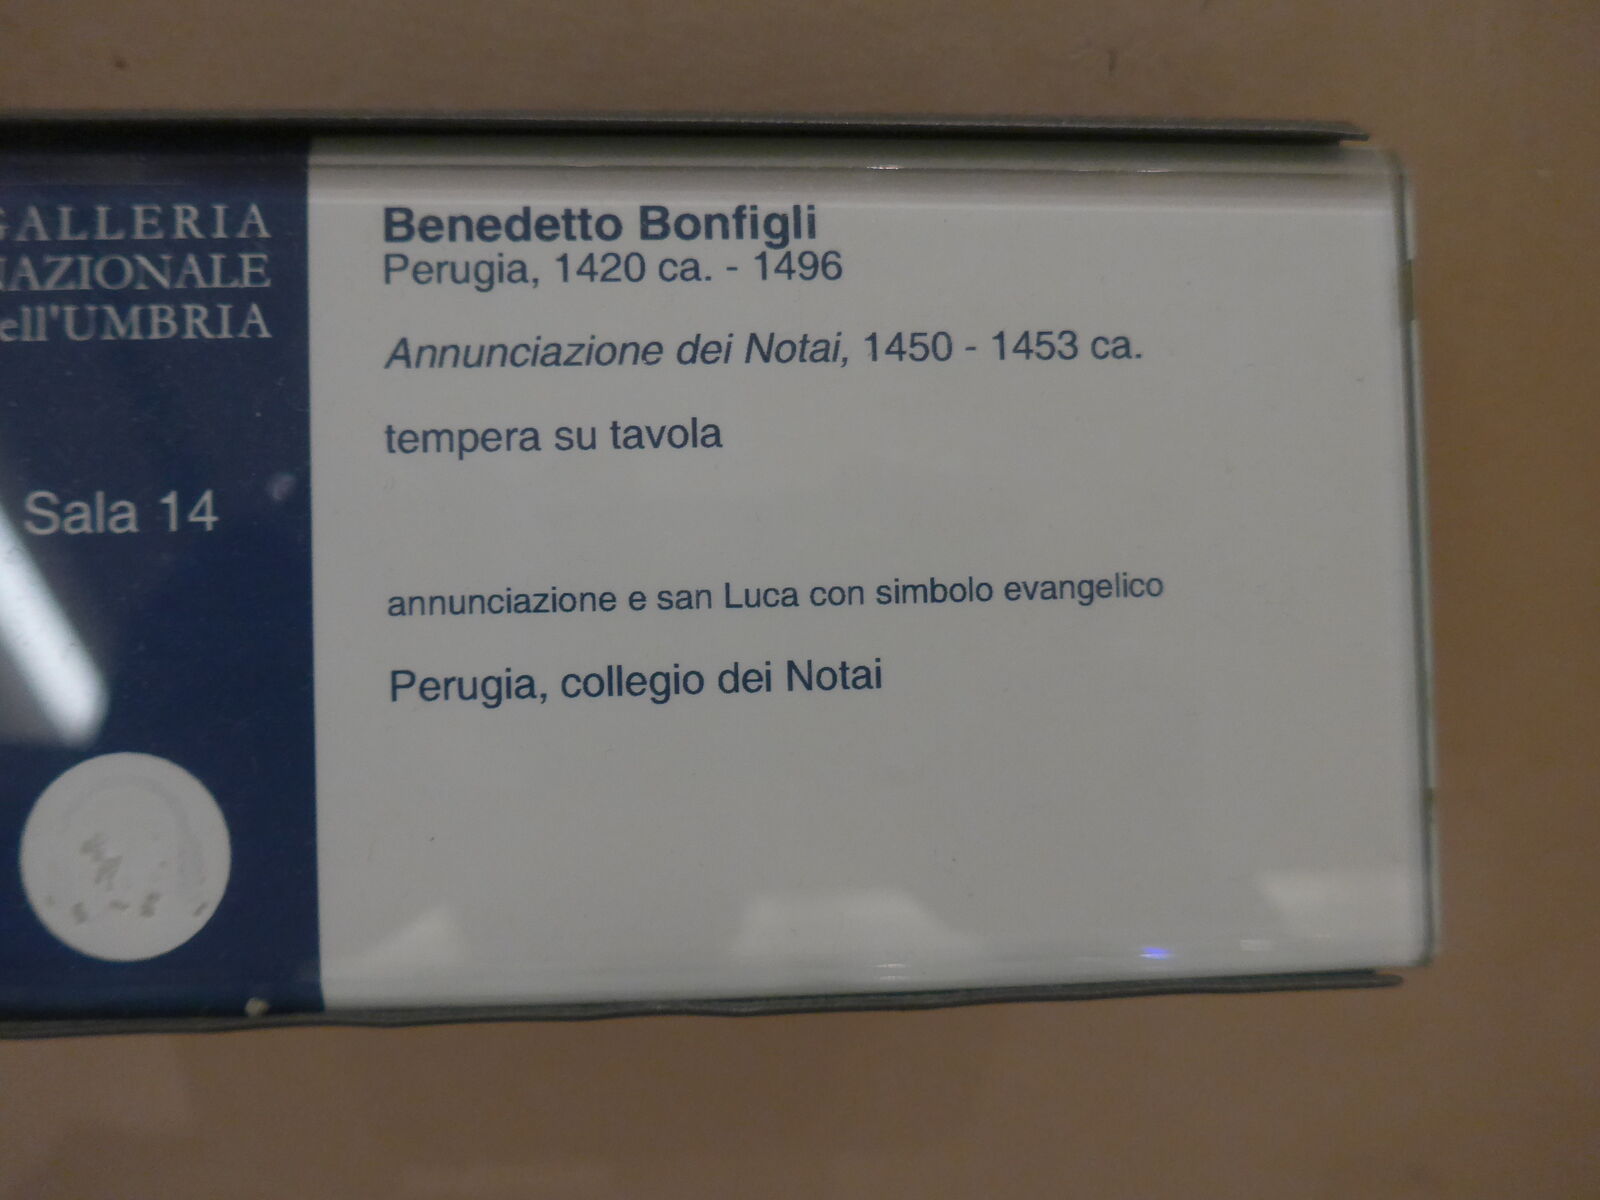 GALLERIA
NAZIONALE
dell'UMBRIA
Sala 14
Benedetto Bonfigli
Perugia, 1420 ca. - 1496
Annunciazione dei Notai, 1450 - 1453 ca.
tempera su tavola
annunciazione e san Luca con simbolo evangelico
Perugia, collegio dei Notai